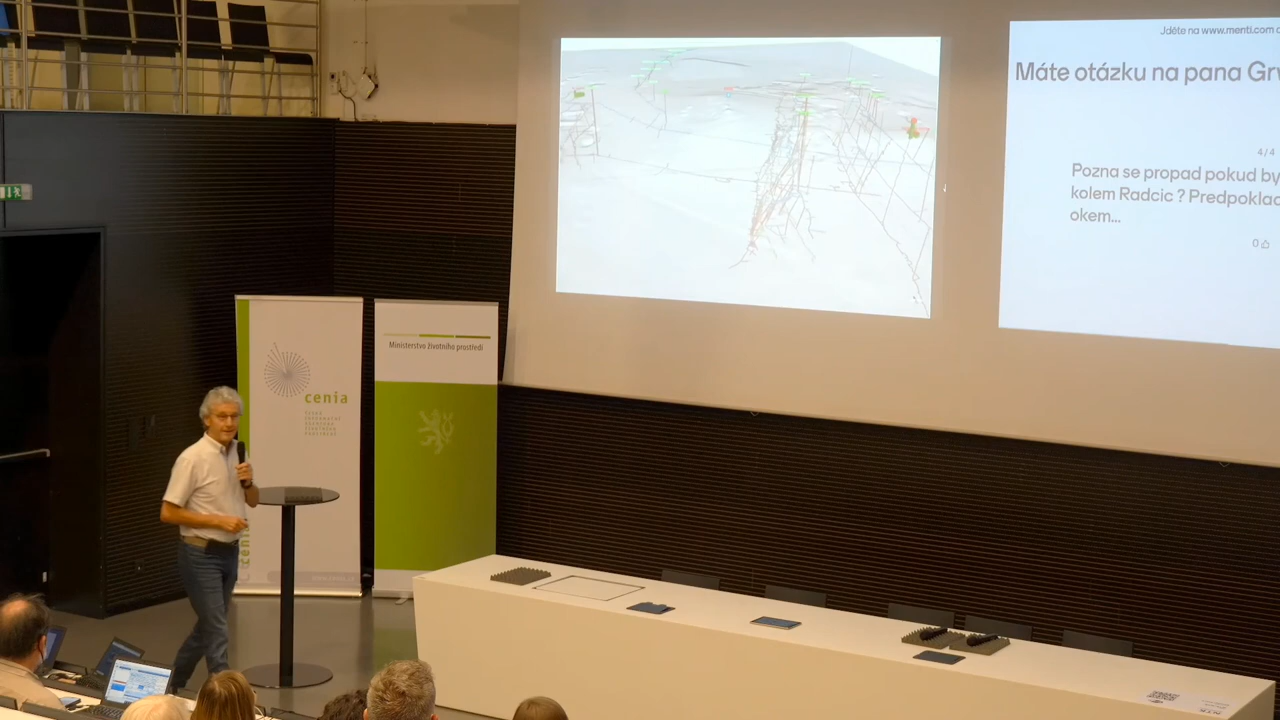 Jděte na www.menti.com
Máte otázku na pana
4/4
Pozna se propad pokud by
kolem Radcic ? Predpoklad
okem...
0
cenia
Ministerstvo životního prostředí
cenia